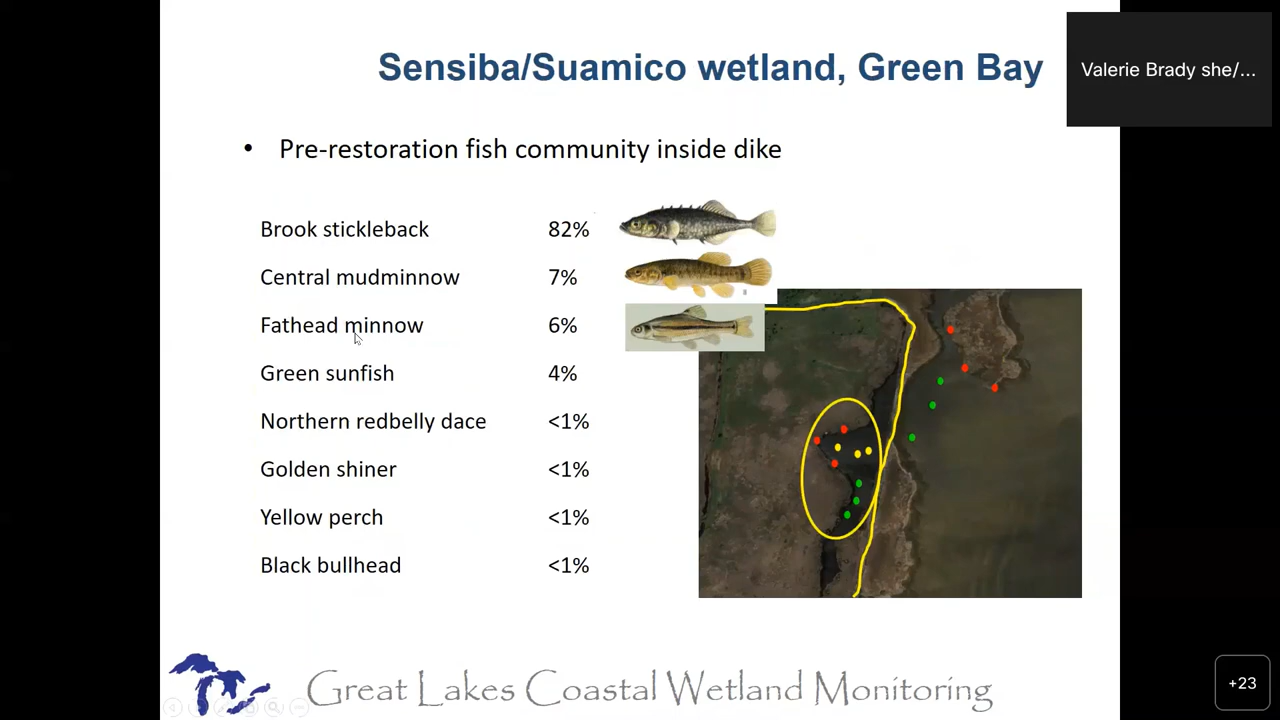 Sensiba/Suamico wetland, Green Bay
Valerie Brady she/...
• Pre-restoration fish community inside dike
Brook stickleback 82%
Central mudminnow 7%
Fathead minnow 6%
Green sunfish 4%
Northern redbelly dace <1%
Golden shiner <1%
Yellow perch <1%
Black bullhead <1%
Great Lakes Coastal Wetland Monitoring
+23